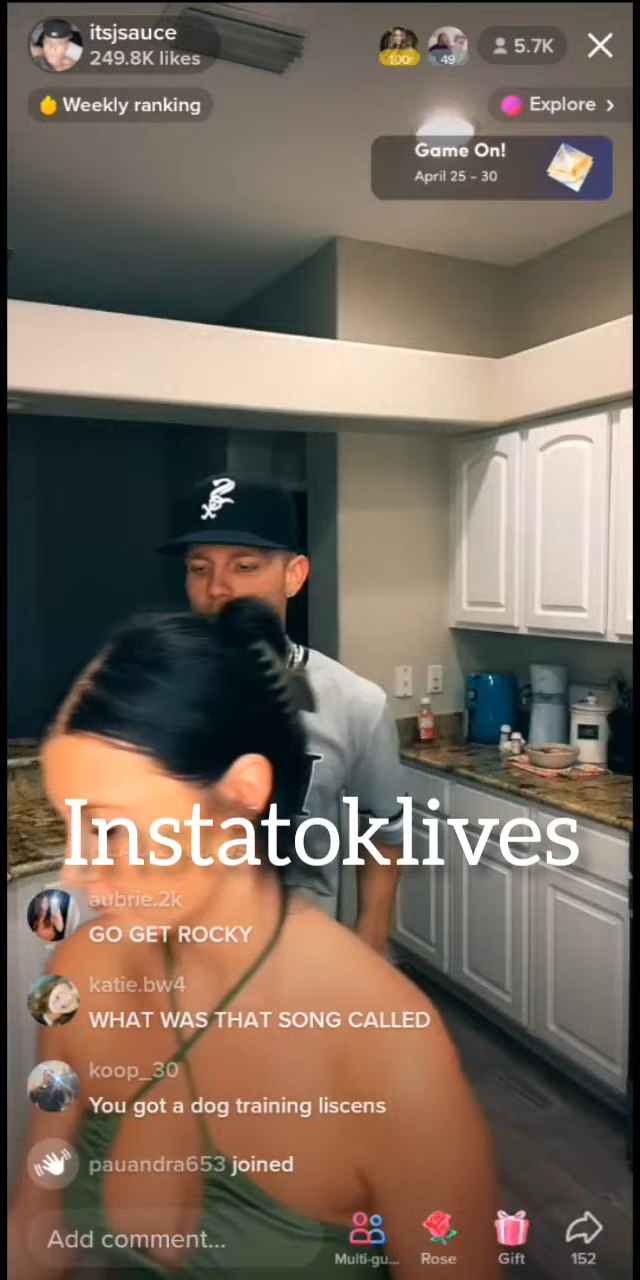 itsjsauce
249.8K likes
100
49
5.7K
Weekly ranking
Explore >
Game On!
April 25 - 30
Instatoklives
aubrie.2k
GO GET ROCKY
katie.bw4
WHAT WAS THAT SONG CALLED
koop_30
You got a dog training liscens
pauandra653 joined
Add comment...
Multi-gu...
Rose
Gift
152